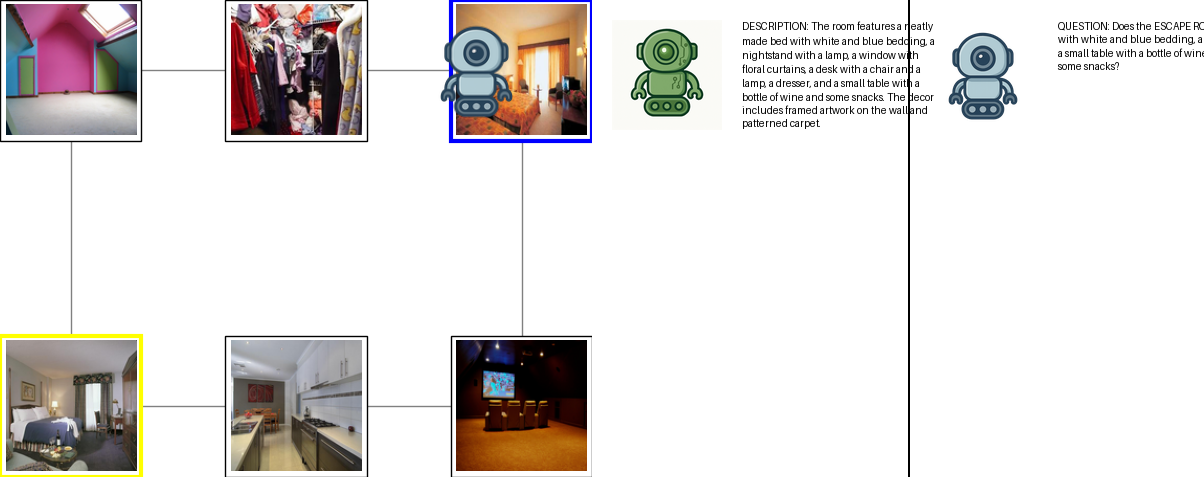 DESCRIPTION: The room features a neatly
made bed with white and blue bedding, a
nightstand with a lamp, a window with
floral curtains, a desk with a chair and a
lamp, a dresser, and a small table with a
bottle of wine and some snacks. The decor
includes framed artwork on the wall and
patterned carpet.
QUESTION: Does the ESCAPE RO
with white and blue bedding, a
a small table with a bottle of wine
some snacks?